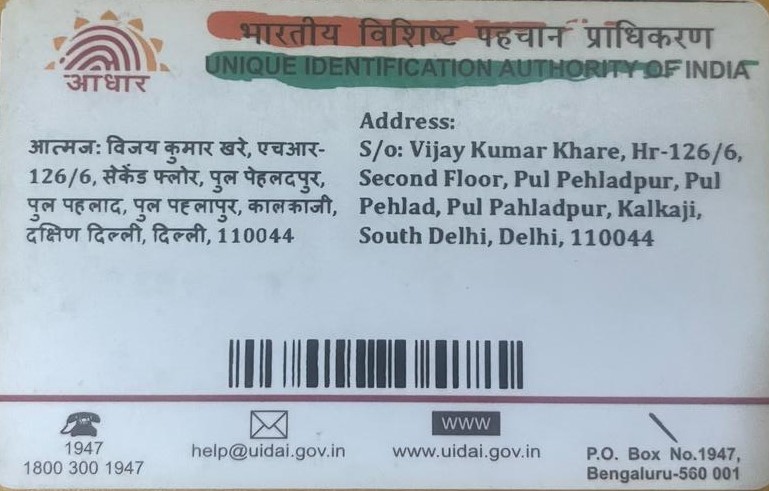 भारतीय विशिष्ट पहचान प्राधिकरण
UNIQUE IDENTIFICATION AUTHORITY OF INDIA
आधार
आत्मज: विजय कुमार खरे, एचआर-
126/6, सेकेंड फ्लोर, पुल पेहलदपुर,
पुल पहलाद, पुल पह्लापुर, कालकाजी,
दक्षिण दिल्ली, दिल्ली, 110044
Address:
S/o: Vijay Kumar Khare, Hr-126/6,
Second Floor, Pul Pehladpur, Pul
Pehlad, Pul Pahladpur, Kalkaji,
South Delhi, Delhi, 110044
1947
1800 300 1947
help@uidai.gov.in
WWW
www.uidai.gov.in
P.O. Box No.1947,
Bengaluru-560 001